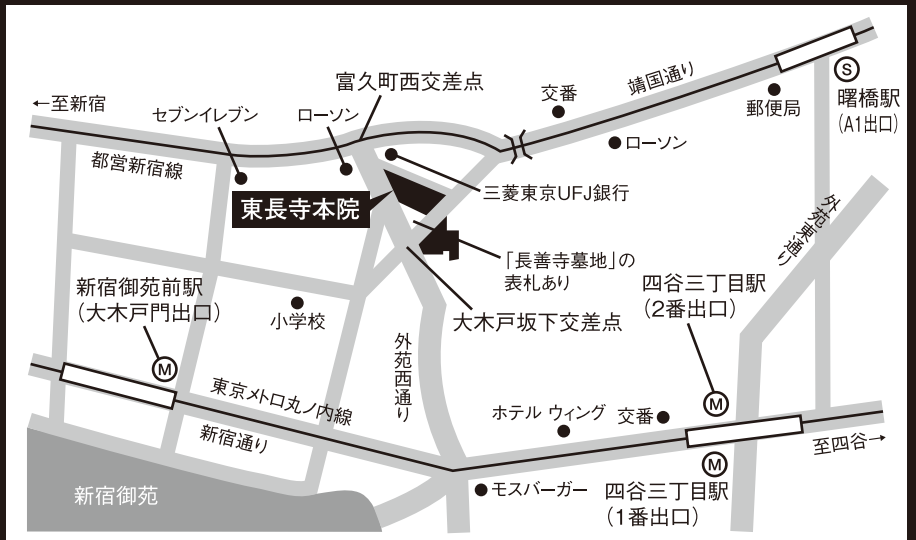 ←至新宿
セブンイレブン
ローソン
富久町西交差点
交番
靖国通り
Ⓢ
曙橋駅
(A1出口)
郵便局
ローソン
都営新宿線
三菱東京UFJ銀行
東長寺本院
外苑東通り
「長善寺墓地」の
表札あり
新宿御苑前駅
(大木戸門出口)
小学校
大木戸坂下交差点
四谷三丁目駅
(2番出口)
外苑西通り
Ⓜ
東京メトロ丸ノ内線
新宿通り
ホテル ウィング
交番
Ⓜ
至四谷→
Ⓜ
モスバーガー
四谷三丁目駅
(1番出口)
新宿御苑